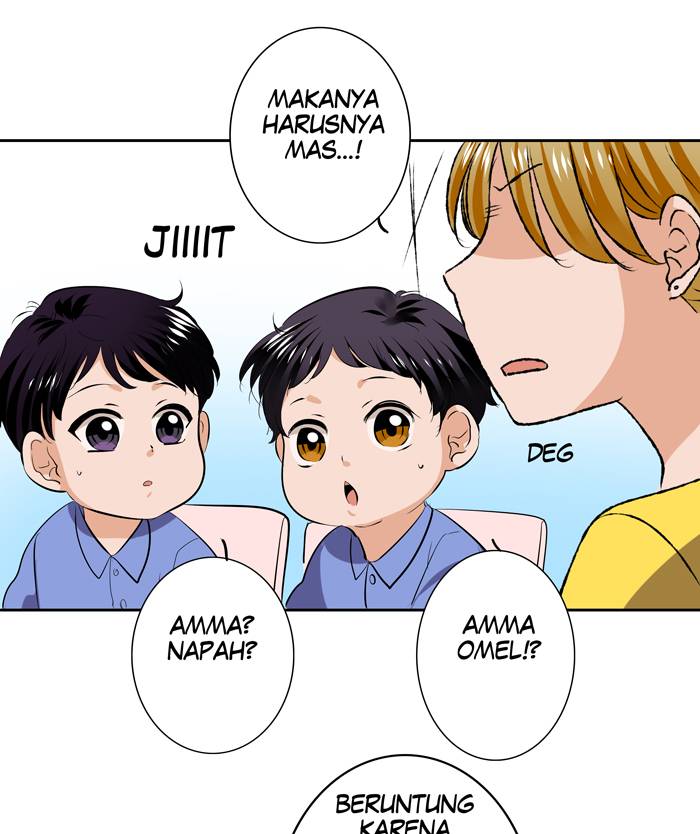 MAKANYA
HARUSNYA
MAS...!
JIIIIT
DEG
AMMA?
NAPAH?
AMMA
OMEL!?
BERUNTUNG
KARENA